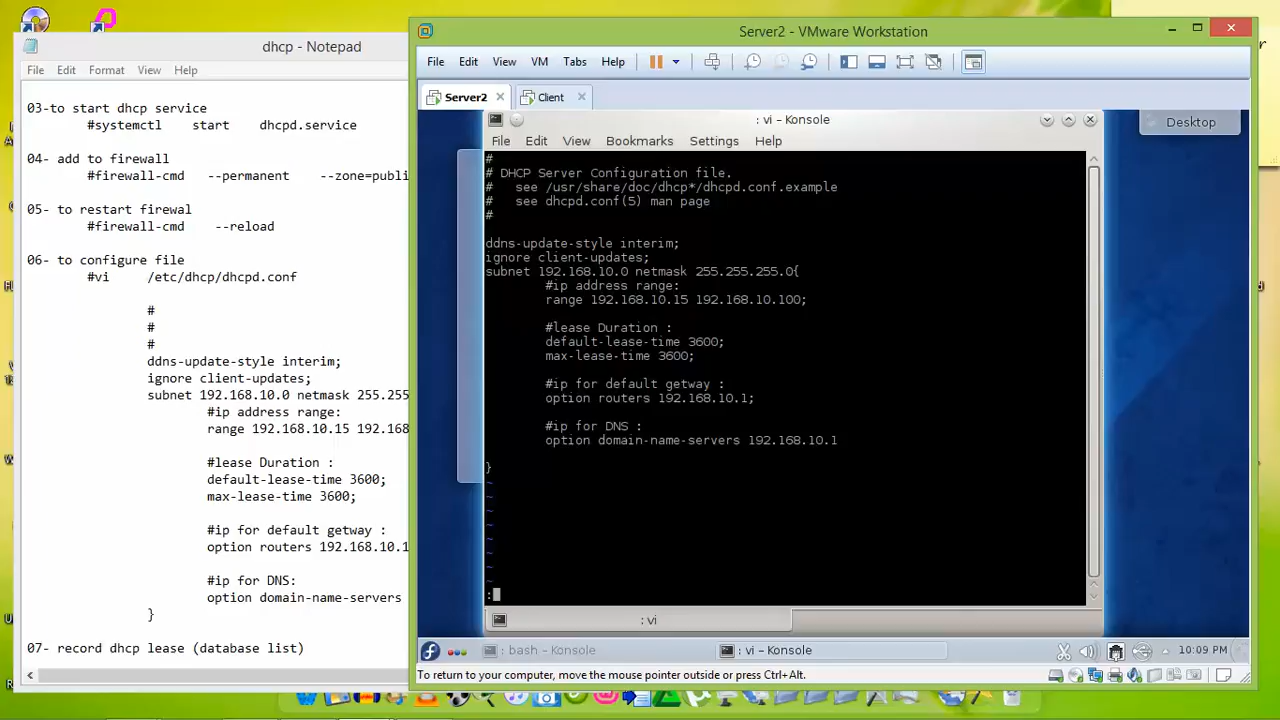 dhcp - Notepad
File Edit Format View Help
03-to start dhcp service
#systemctl start dhcpd.service
04- add to firewall
#firewall-cmd --permanent --zone=publi
05- to restart firewal
#firewall-cmd --reload
06- to configure file
#vi /etc/dhcp/dhcpd.conf
#
#
#
ddns-update-style interim;
ignore client-updates;
subnet 192.168.10.0 netmask 255.255
#ip address range:
range 192.168.10.15 192.168
#lease Duration :
default-lease-time 3600;
max-lease-time 3600;
#ip for default getway :
option routers 192.168.10.1
#ip for DNS:
option domain-name-servers
}
07- record dhcp lease (database list)
Server2 - VMware Workstation
File Edit View VM Tabs Help
Server2 Client
Desktop
: vi – Konsole
File Edit View Bookmarks Settings Help
#
# DHCP Server Configuration file.
# see /usr/share/doc/dhcp*/dhcpd.conf.example
# see dhcpd.conf(5) man page
#
ddns-update-style interim;
ignore client-updates;
subnet 192.168.10.0 netmask 255.255.255.0{
#ip address range:
range 192.168.10.15 192.168.10.100;
#lease Duration :
default-lease-time 3600;
max-lease-time 3600;
#ip for default getway :
option routers 192.168.10.1;
#ip for DNS :
option domain-name-servers 192.168.10.1
}
~
~
~
~
~
~
~
~
:
: vi
: bash – Konsole : vi – Konsole 10:09 PM
To return to your computer, move the mouse pointer outside or press Ctrl+Alt.